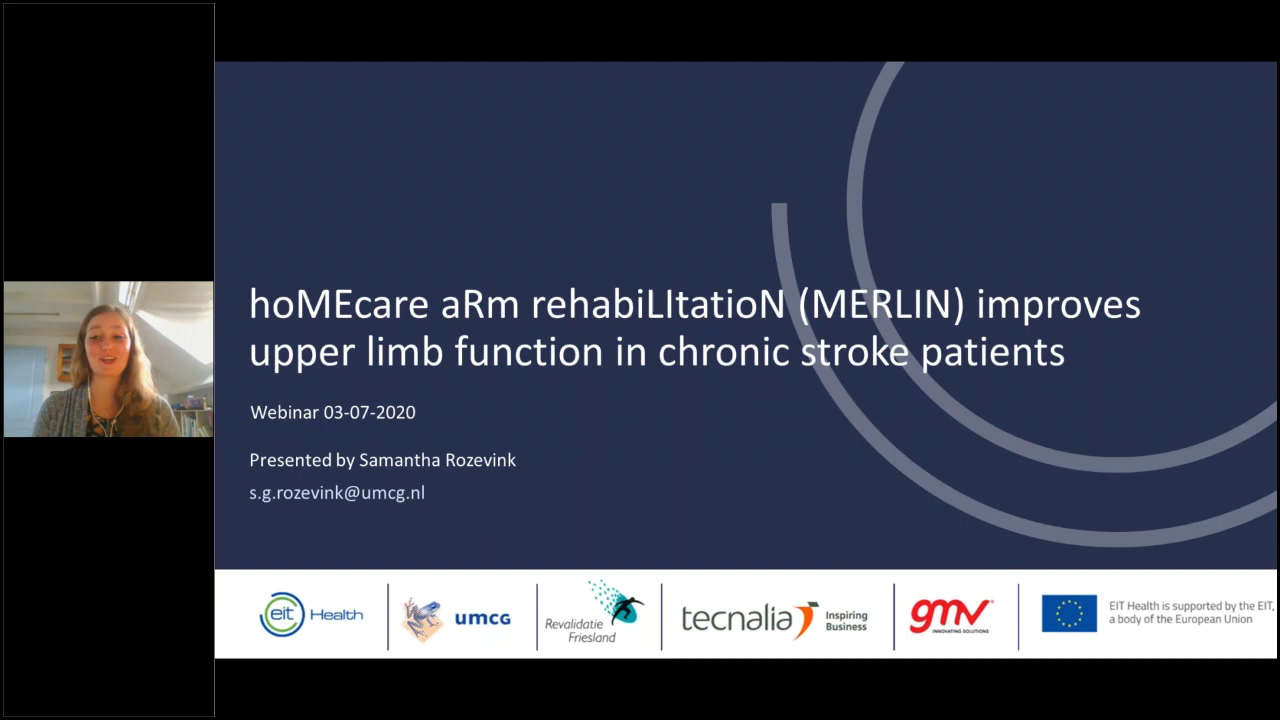 hoMEcare aRm rehabiLItatioN (MERLIN) improves
upper limb function in chronic stroke patients
Webinar 03-07-2020
Presented by Samantha Rozevink
s.g.rozevink@umcg.nl
eit Health
umcg
Revalidatie
Friesland
tecnalia
Inspiring
Business
gmv
INNOVATING SOLUTIONS
EIT Health is supported by the EIT,
a body of the European Union